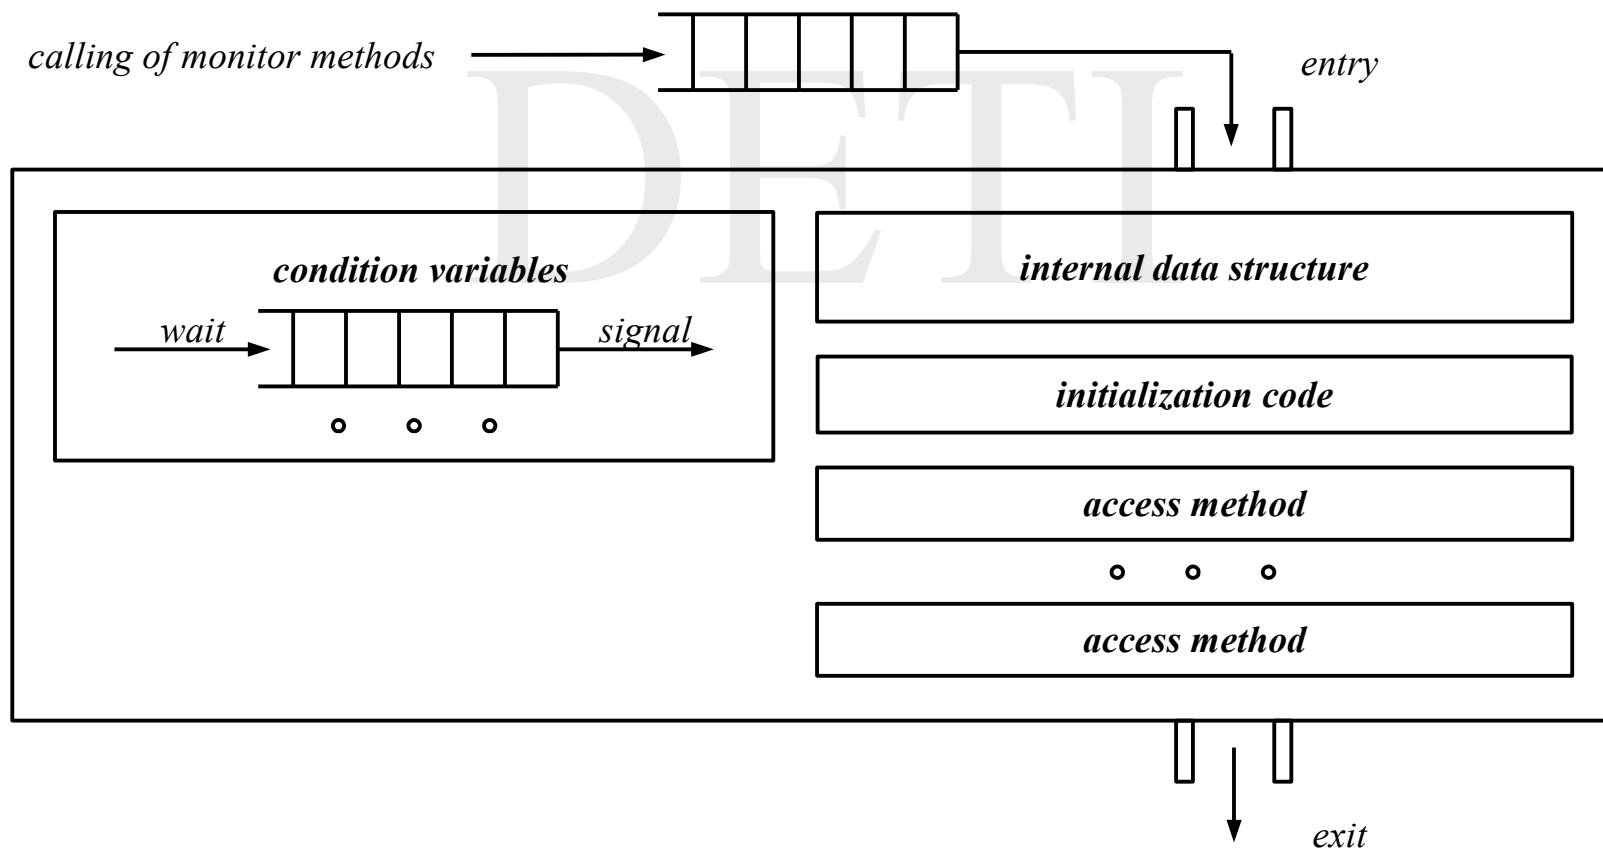 calling of monitor methods
entry
DETI
condition variables
wait
signal
internal data structure
initialization code
access method
access method
exit